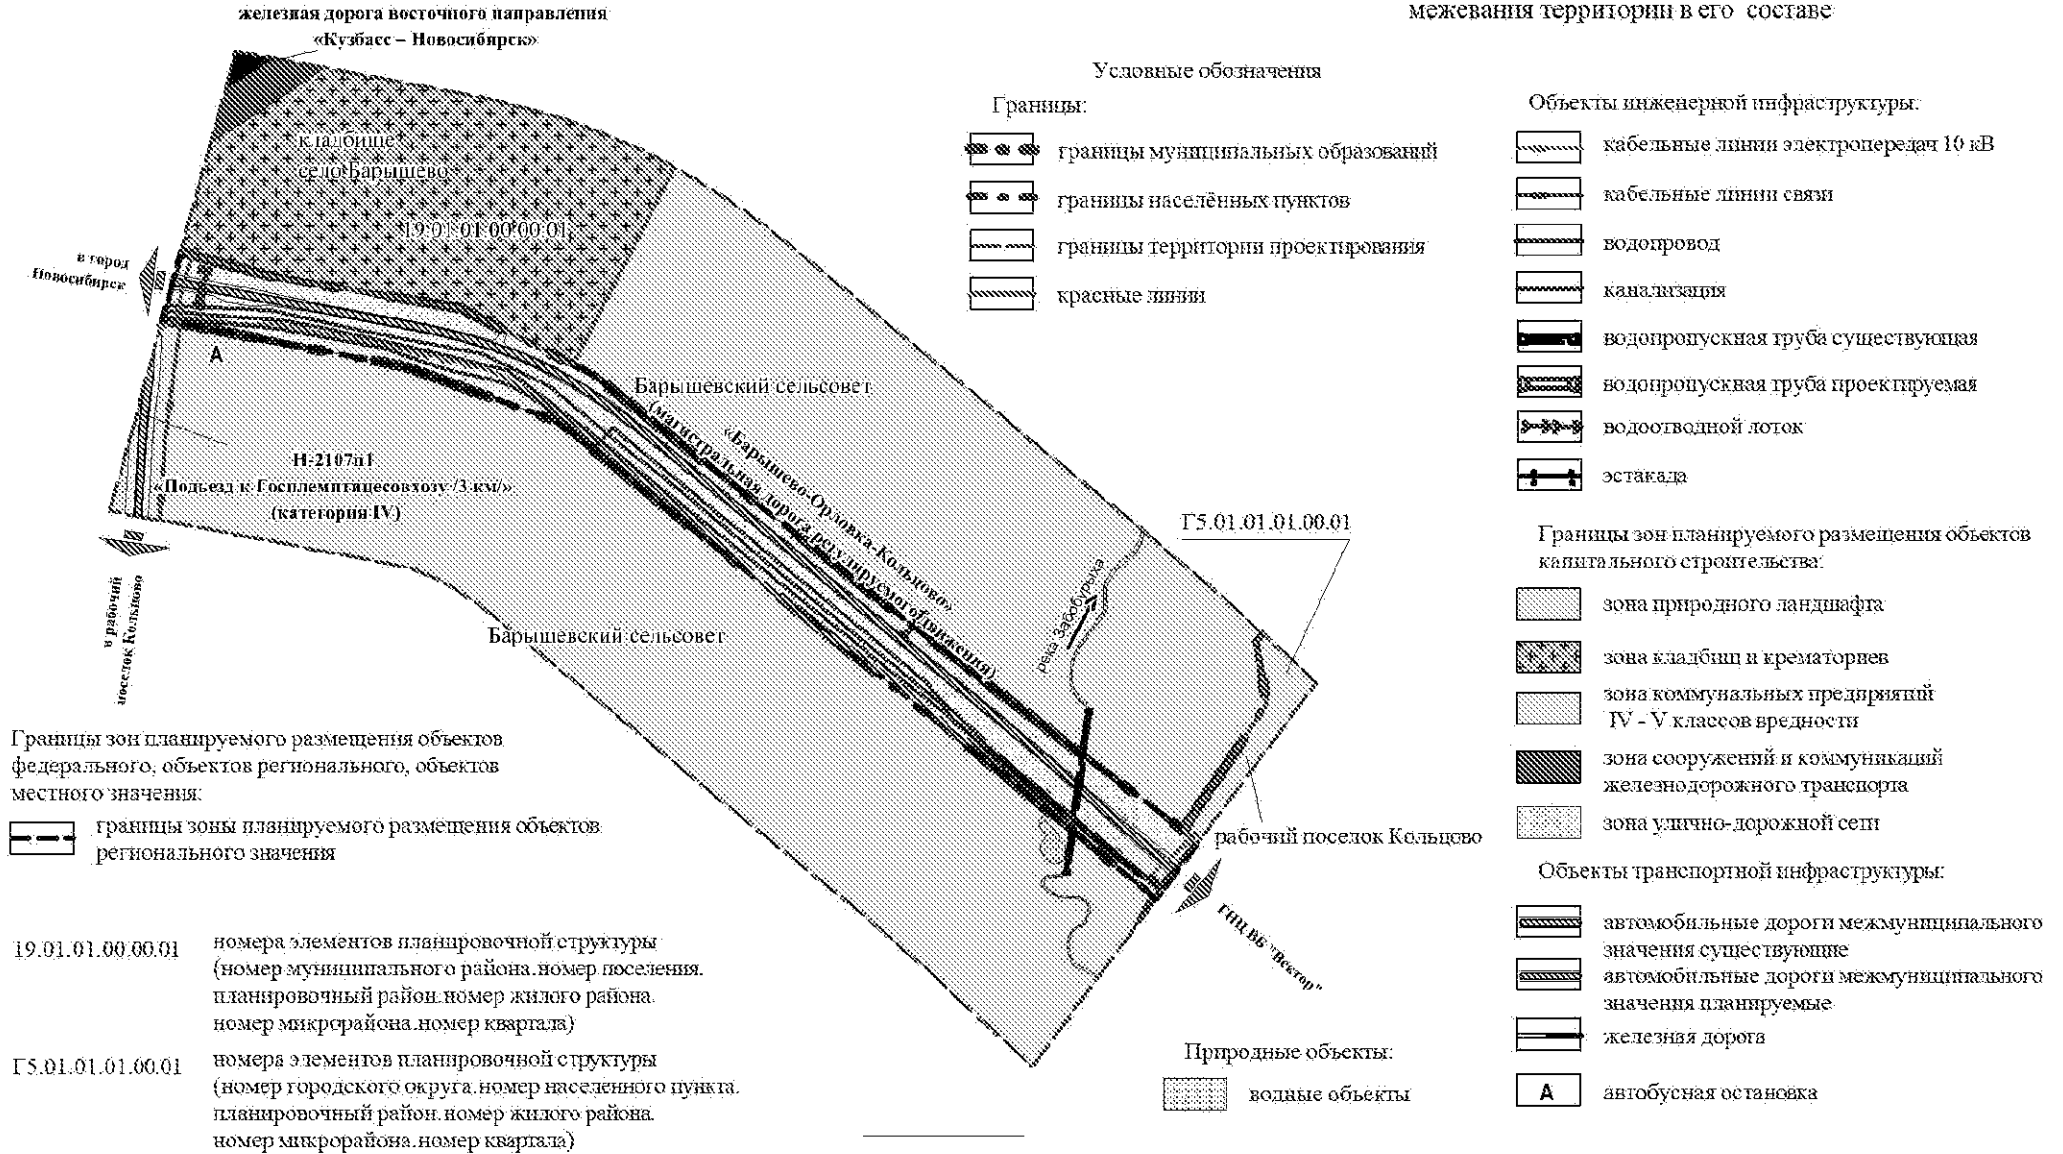 железная дорога восточного направления
«Кузбасс – Новосибирск»
межевания территории в его составе
кладбище
село Барышево
19.01.01.00.00.01
в город
Новосибирск
А
Н-2107п1
«Подъезд к Госплемптицесовхозу /3 км/»
(категория IV)
в рабочий
поселок Кольцово
Барышевский сельсовет
«Барышево-Орловка-Кольцово»
(магистральная дорога регулируемого движения)
Барышевский сельсовет
река Забобурыха
Г5.01.01.01.00.01
рабочий поселок Кольцово
ГНЦ ВБ "Вектор"
Границы зон планируемого размещения объектов
федерального, объектов регионального, объектов
местного значения:
границы зоны планируемого размещения объектов
регионального значения
19.01.01.00.00.01
номера элементов планировочной структуры
(номер муниципального района.номер поселения.
планировочный район.номер жилого района.
номер микрорайона.номер квартала)
Г5.01.01.01.00.01
номера элементов планировочной структуры
(номер городского округа.номер населенного пункта.
планировочный район.номер жилого района.
номер микрорайона.номер квартала)
Условные обозначения
Границы:
границы муниципальных образований
границы населённых пунктов
границы территории проектирования
красные линии
Природные объекты:
водные объекты
Объекты инженерной инфраструктуры:
кабельные линии электропередач 10 кВ
кабельные линии связи
водопровод
канализация
водопропускная труба существующая
водопропускная труба проектируемая
водоотводной лоток
эстакада
Границы зон планируемого размещения объектов
капитального строительства:
зона природного ландшафта
зона кладбищ и крематориев
зона коммунальных предприятий
IV - V классов вредности
зона сооружений и коммуникаций
железнодорожного транспорта
зона улично-дорожной сети
Объекты транспортной инфраструктуры:
автомобильные дороги межмуниципального
значения существующие
автомобильные дороги межмуниципального
значения планируемые
железная дорога
А
автобусная остановка